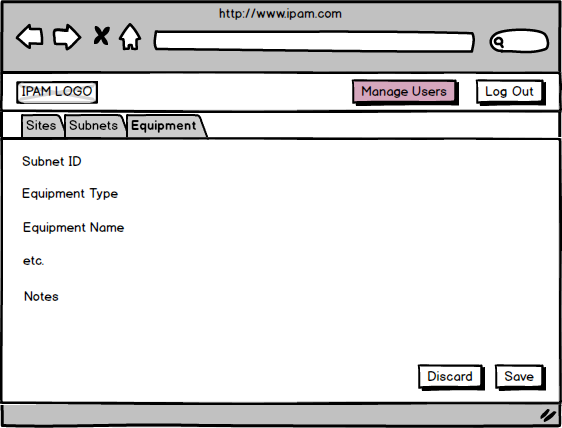 http://www.ipam.com
IPAM LOGO
Manage Users
Log Out
Sites
Subnets
Equipment
Subnet ID
Equipment Type
Equipment Name
etc.
Notes
Discard
Save